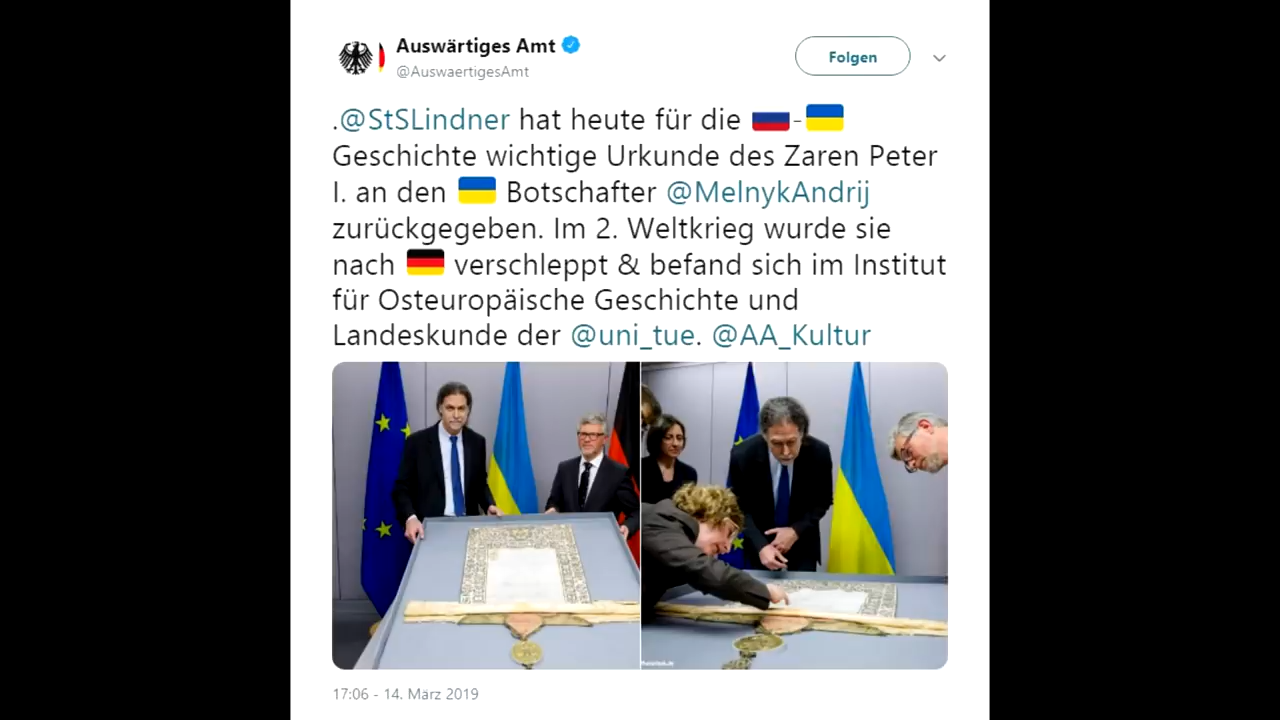 Auswärtiges Amt
@AuswaertigesAmt
Folgen
.@StSLindner hat heute für die 🇷🇺-🇺🇦
Geschichte wichtige Urkunde des Zaren Peter
I. an den 🇺🇦 Botschafter @MelnykAndrij
zurückgegeben. Im 2. Weltkrieg wurde sie
nach 🇩🇪 verschleppt & befand sich im Institut
für Osteuropäische Geschichte und
Landeskunde der @uni_tue. @AA_Kultur
17:06 - 14. März 2019